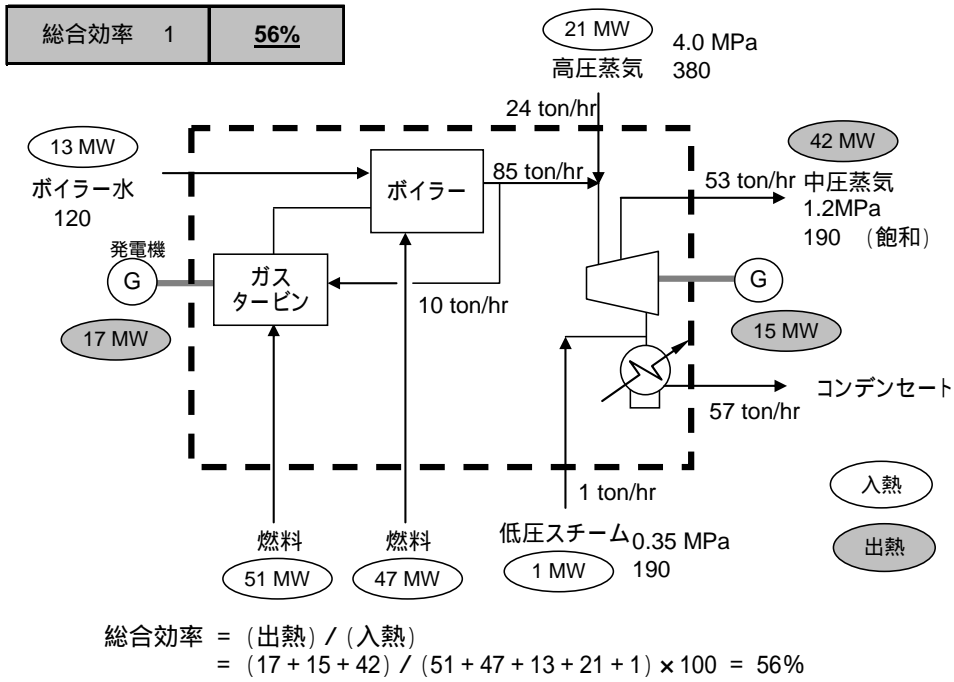 総合効率 1 56%
21 MW
4.0 MPa
高圧蒸気 380
24 ton/hr
13 MW
ボイラー水
120
ボイラー
85 ton/hr
42 MW
53 ton/hr 中圧蒸気
1.2MPa
190 (飽和)
発電機
G
ガス
タービン
10 ton/hr
G
17 MW
15 MW
コンデンセート
57 ton/hr
1 ton/hr
入熱
燃料
燃料
低圧スチーム 0.35 MPa
190
出熱
51 MW
47 MW
1 MW
総合効率 = (出熱) / (入熱)
= (17 + 15 + 42) / (51 + 47 + 13 + 21 + 1) × 100 = 56%